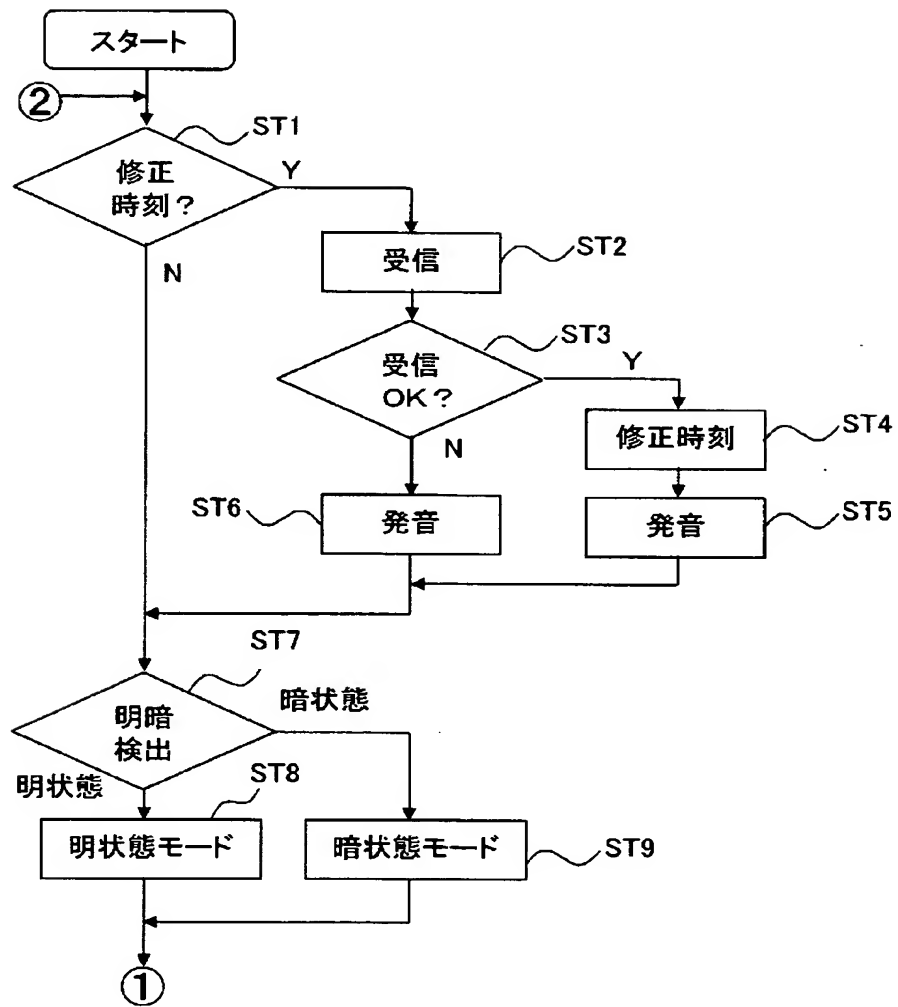 スタート
②
ST1
修正
時刻？
Y
N
受信
ST2
受信
OK？
ST3
Y
N
修正時刻
ST4
ST6
発音
発音
ST5
ST7
明暗
検出
暗状態
明状態
ST8
明状態モード
暗状態モード
ST9
①